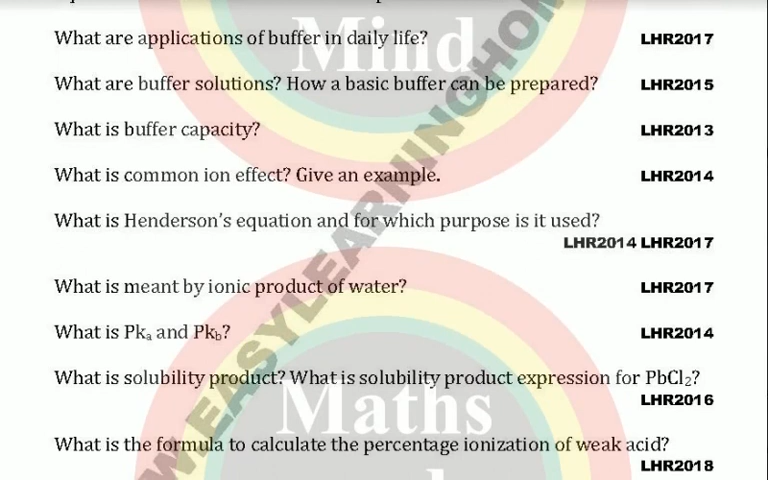 What are applications of buffer in daily life? LHR2017
What are buffer solutions? How a basic buffer can be prepared? LHR2015
What is buffer capacity? LHR2013
What is common ion effect? Give an example. LHR2014
What is Henderson's equation and for which purpose is it used?
LHR2014 LHR2017
What is meant by ionic product of water? LHR2017
What is Pkₐ and Pk_b? LHR2014
What is solubility product? What is solubility product expression for PbCl₂?
LHR2016
What is the formula to calculate the percentage ionization of weak acid?
LHR2018
Mind
Maths
W.EASYLEARNINGHOM